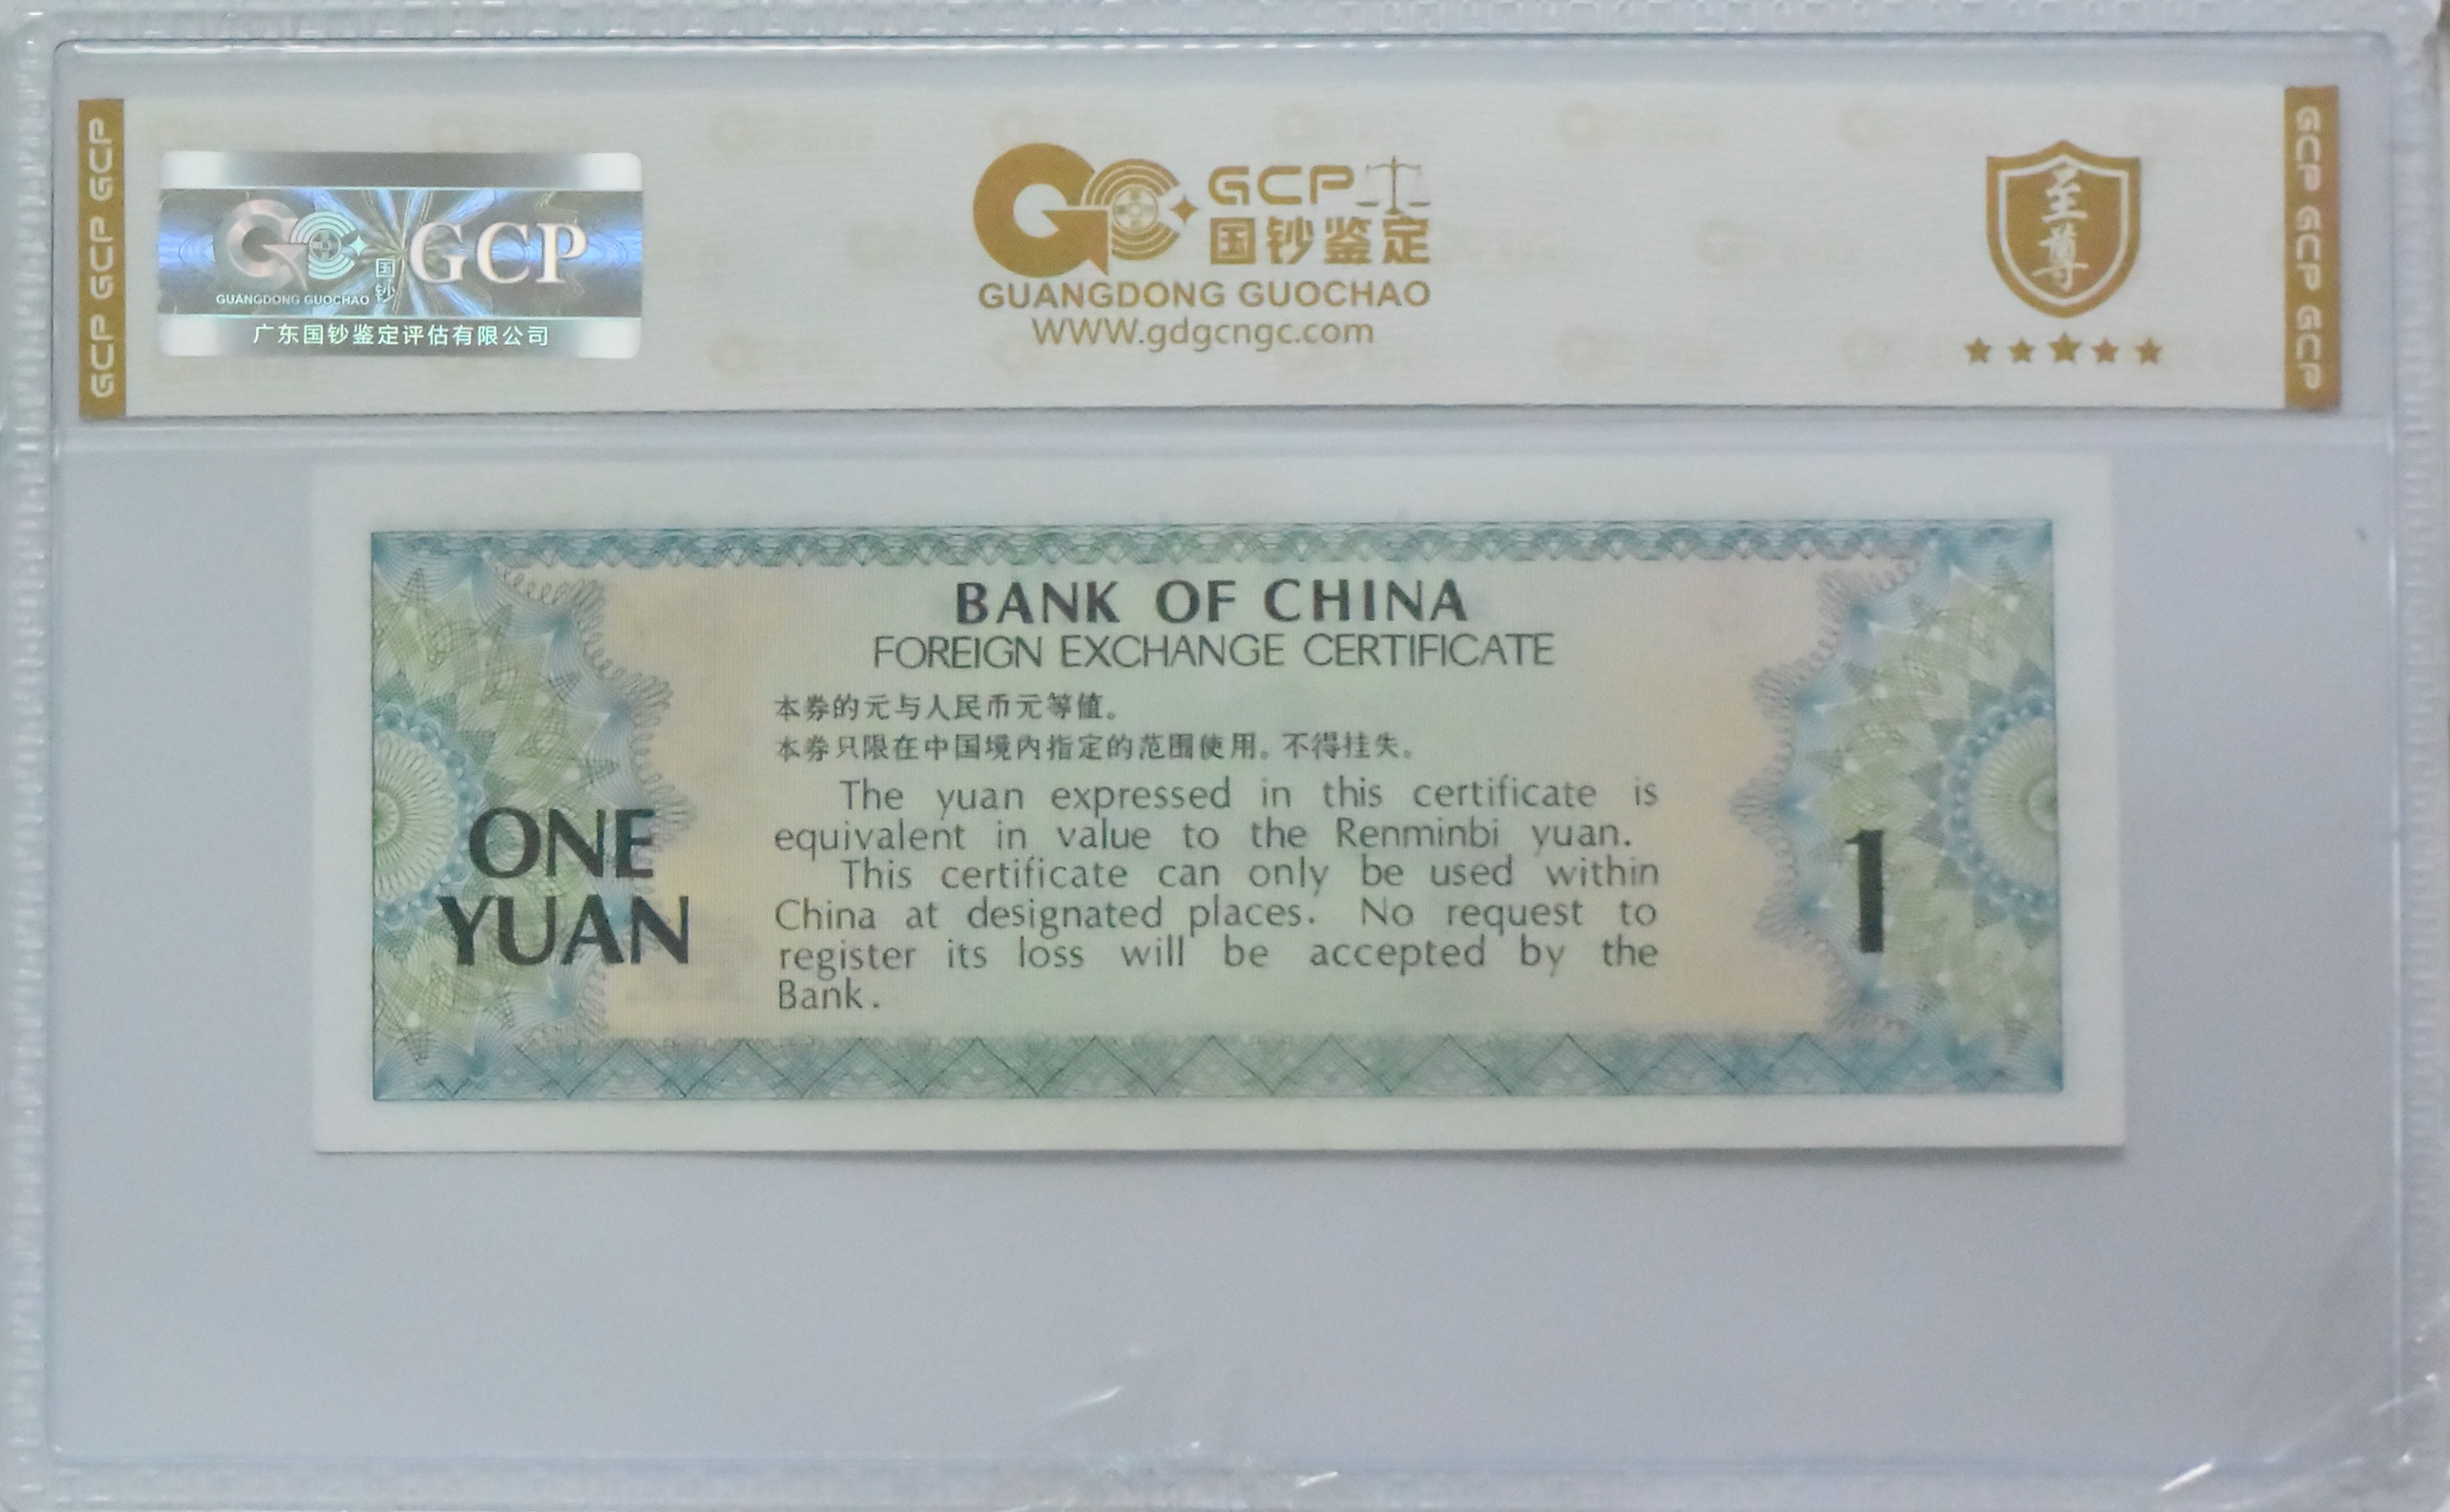 GCP GCP GCP
国钞
GCP
GUANGDONG GUOCHAO
广东国钞鉴定评估有限公司
GCP
国钞鉴定
GUANGDONG GUOCHAO
WWW.gdgcngc.com
至尊
GCP GCP GCP
BANK OF CHINA
FOREIGN EXCHANGE CERTIFICATE
本券的元与人民币元等值。
本券只限在中国境内指定的范围使用。不得挂失。
The yuan expressed in this certificate is
equivalent in value to the Renminbi yuan.
This certificate can only be used within
China at designated places. No request to
register its loss will be accepted by the
Bank.
ONE
YUAN
1